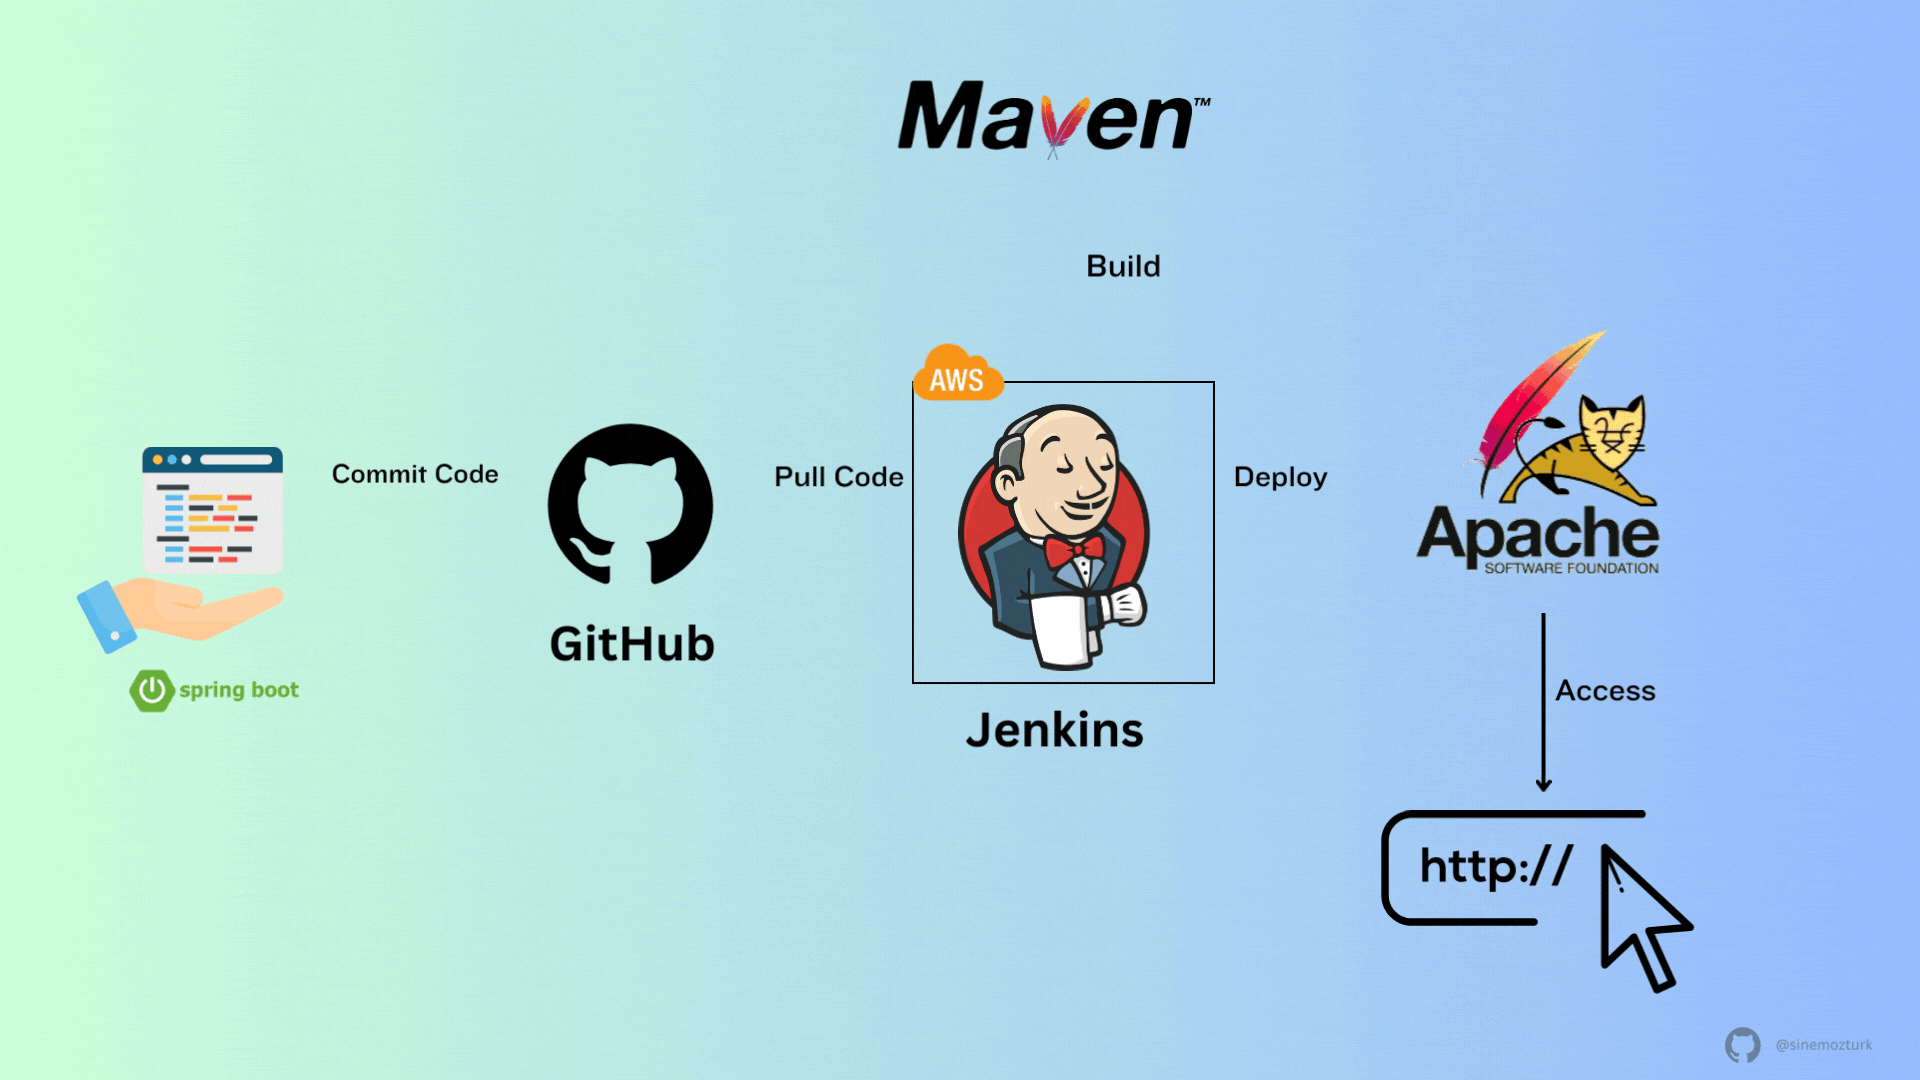 Maven™
Build
AWS
Commit Code
Pull Code
Deploy
Apache
SOFTWARE FOUNDATION
GitHub
spring boot
Access
Jenkins
http://
@sinemozturk